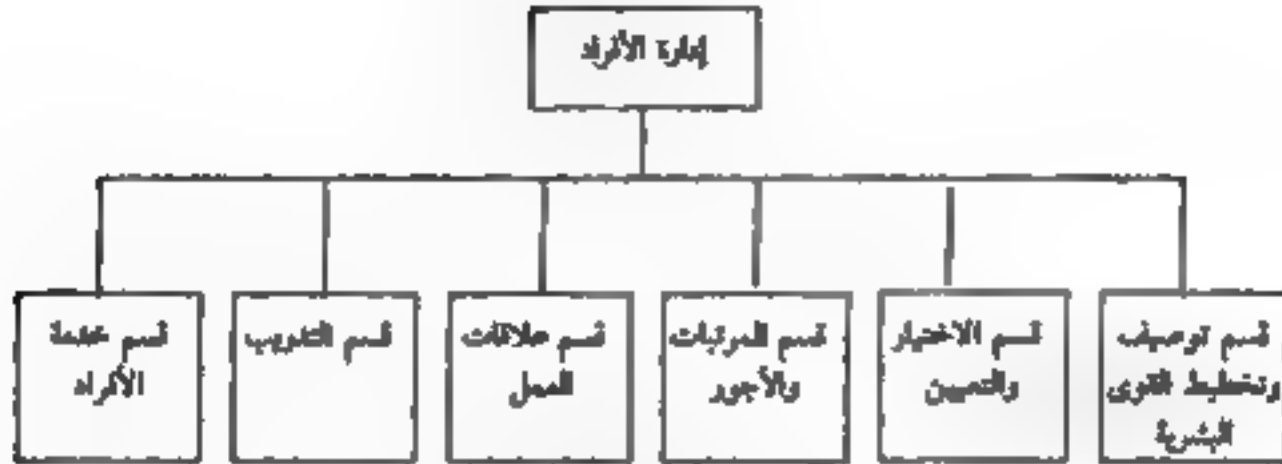 إدارة الأفراد
قسم توصيف
وتخطيط القوى
البشرية
قسم الاختيار
والتعيين
قسم المرتبات
والأجور
قسم علاقات
العمل
قسم التدريب
قسم خدمة
الأفراد